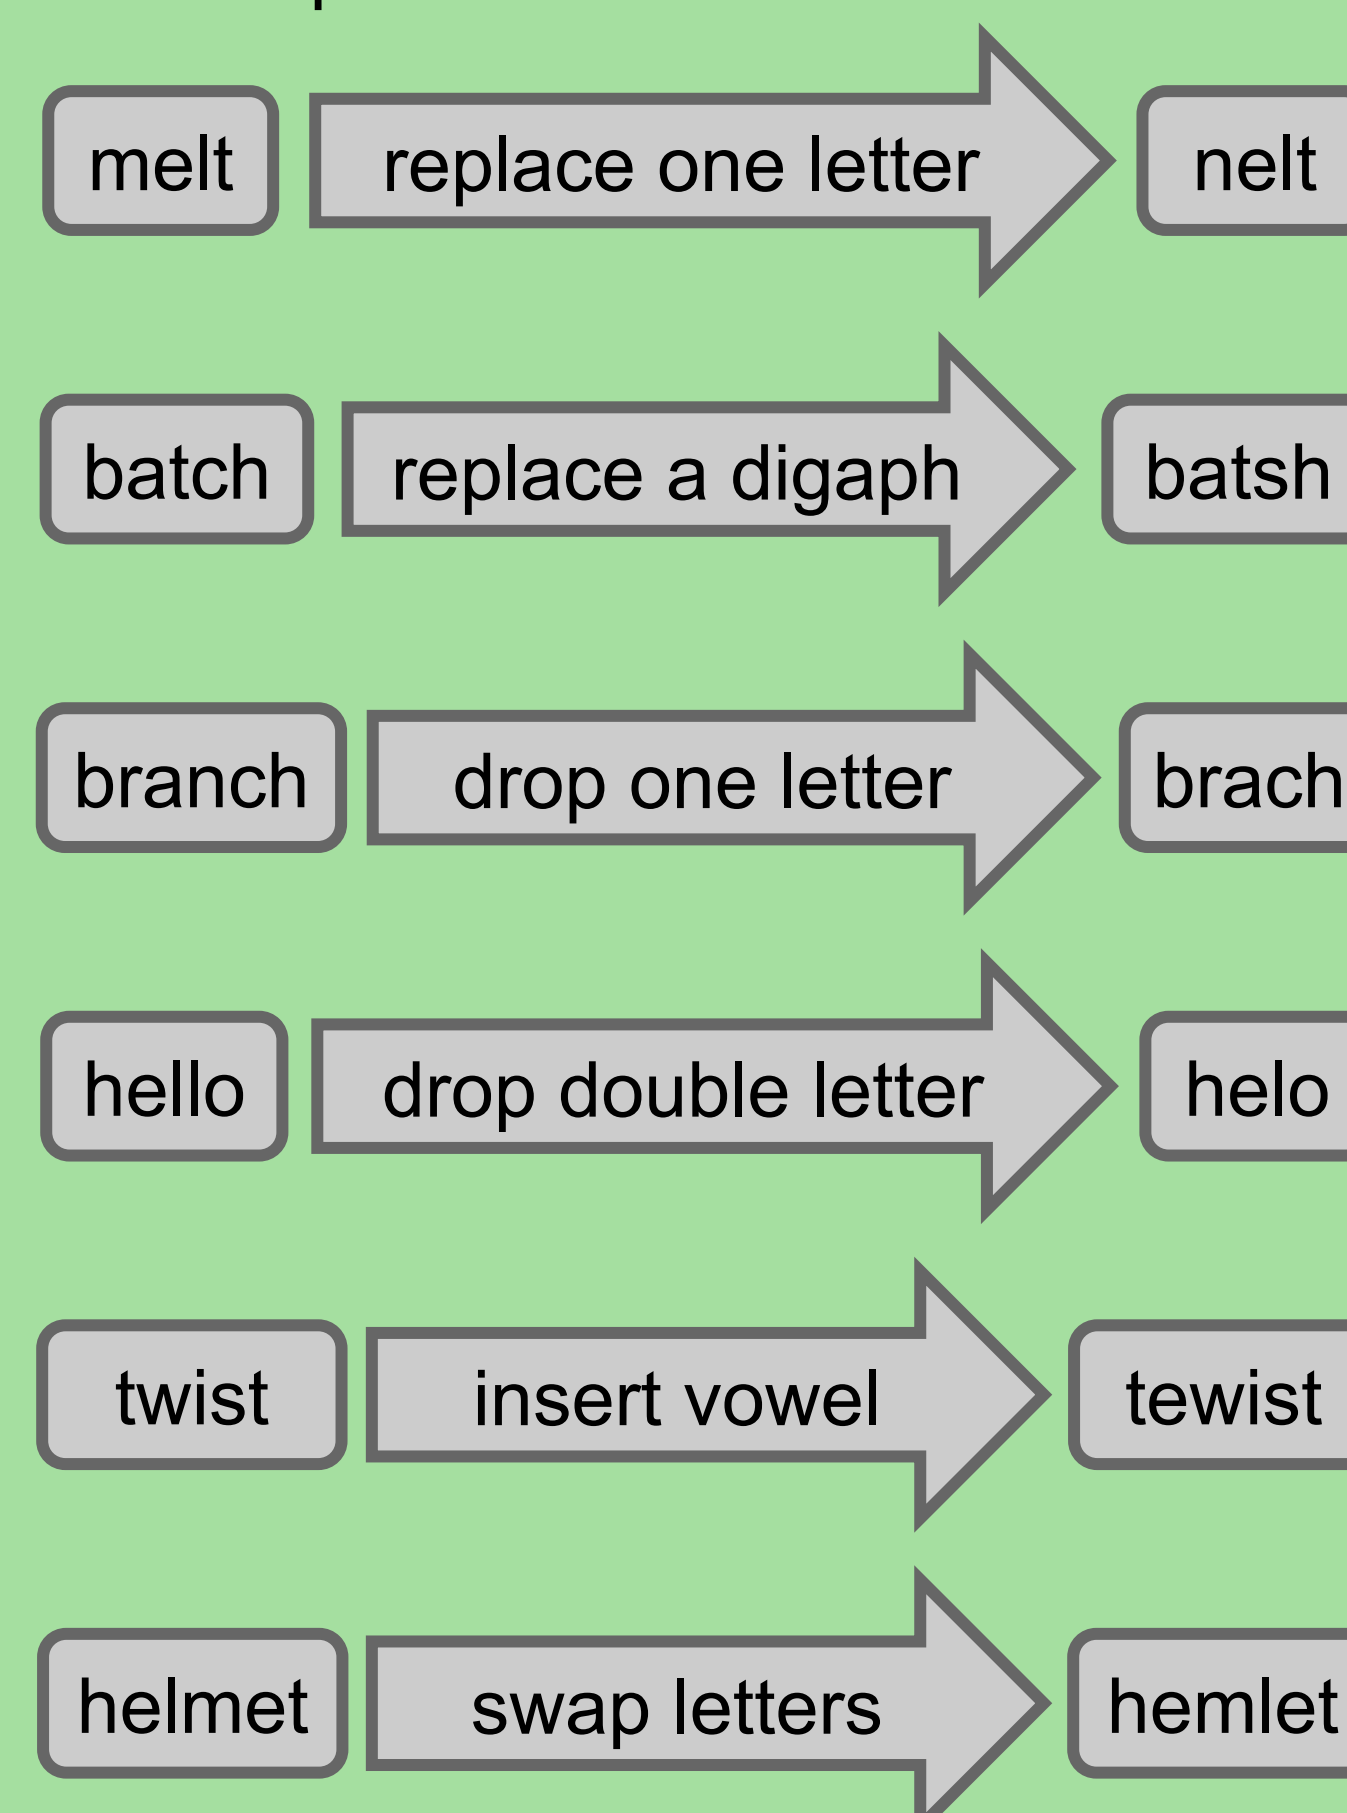 melt replace one letter nelt
batch replace a digaph batsh
branch drop one letter brach
hello drop double letter helo
twist insert vowel tewist
helmet swap letters hemlet